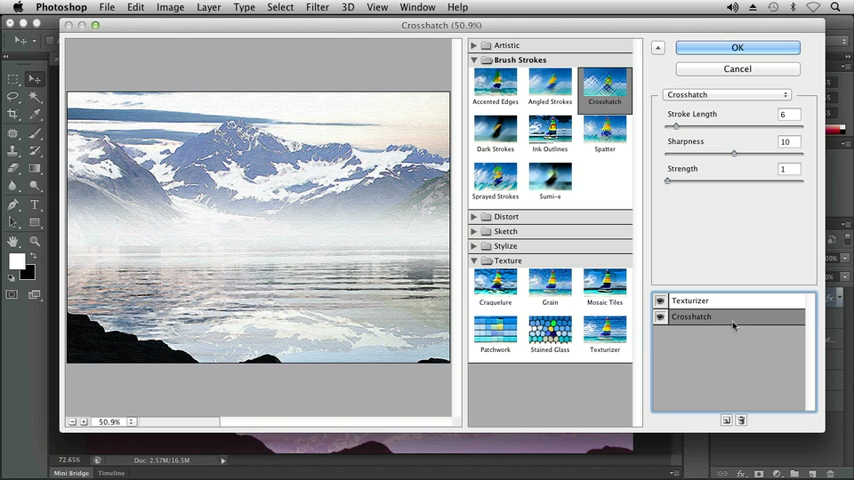 Photoshop File Edit Image Layer Type Select Filter 3D View Window Help
Crosshatch (50.9%)
Artistic
Brush Strokes
Accented Edges Angled Strokes Crosshatch
Dark Strokes Ink Outlines Spatter
Sprayed Strokes Sumi-e
Distort
Sketch
Stylize
Texture
Craquelure Grain Mosaic Tiles
Patchwork Stained Glass Texturizer
OK
Cancel
Crosshatch
Stroke Length 6
Sharpness 10
Strength 1
Texturizer
Crosshatch
50.9%
72.65% Doc: 2.57M/16.5M
Mini Bridge Timeline